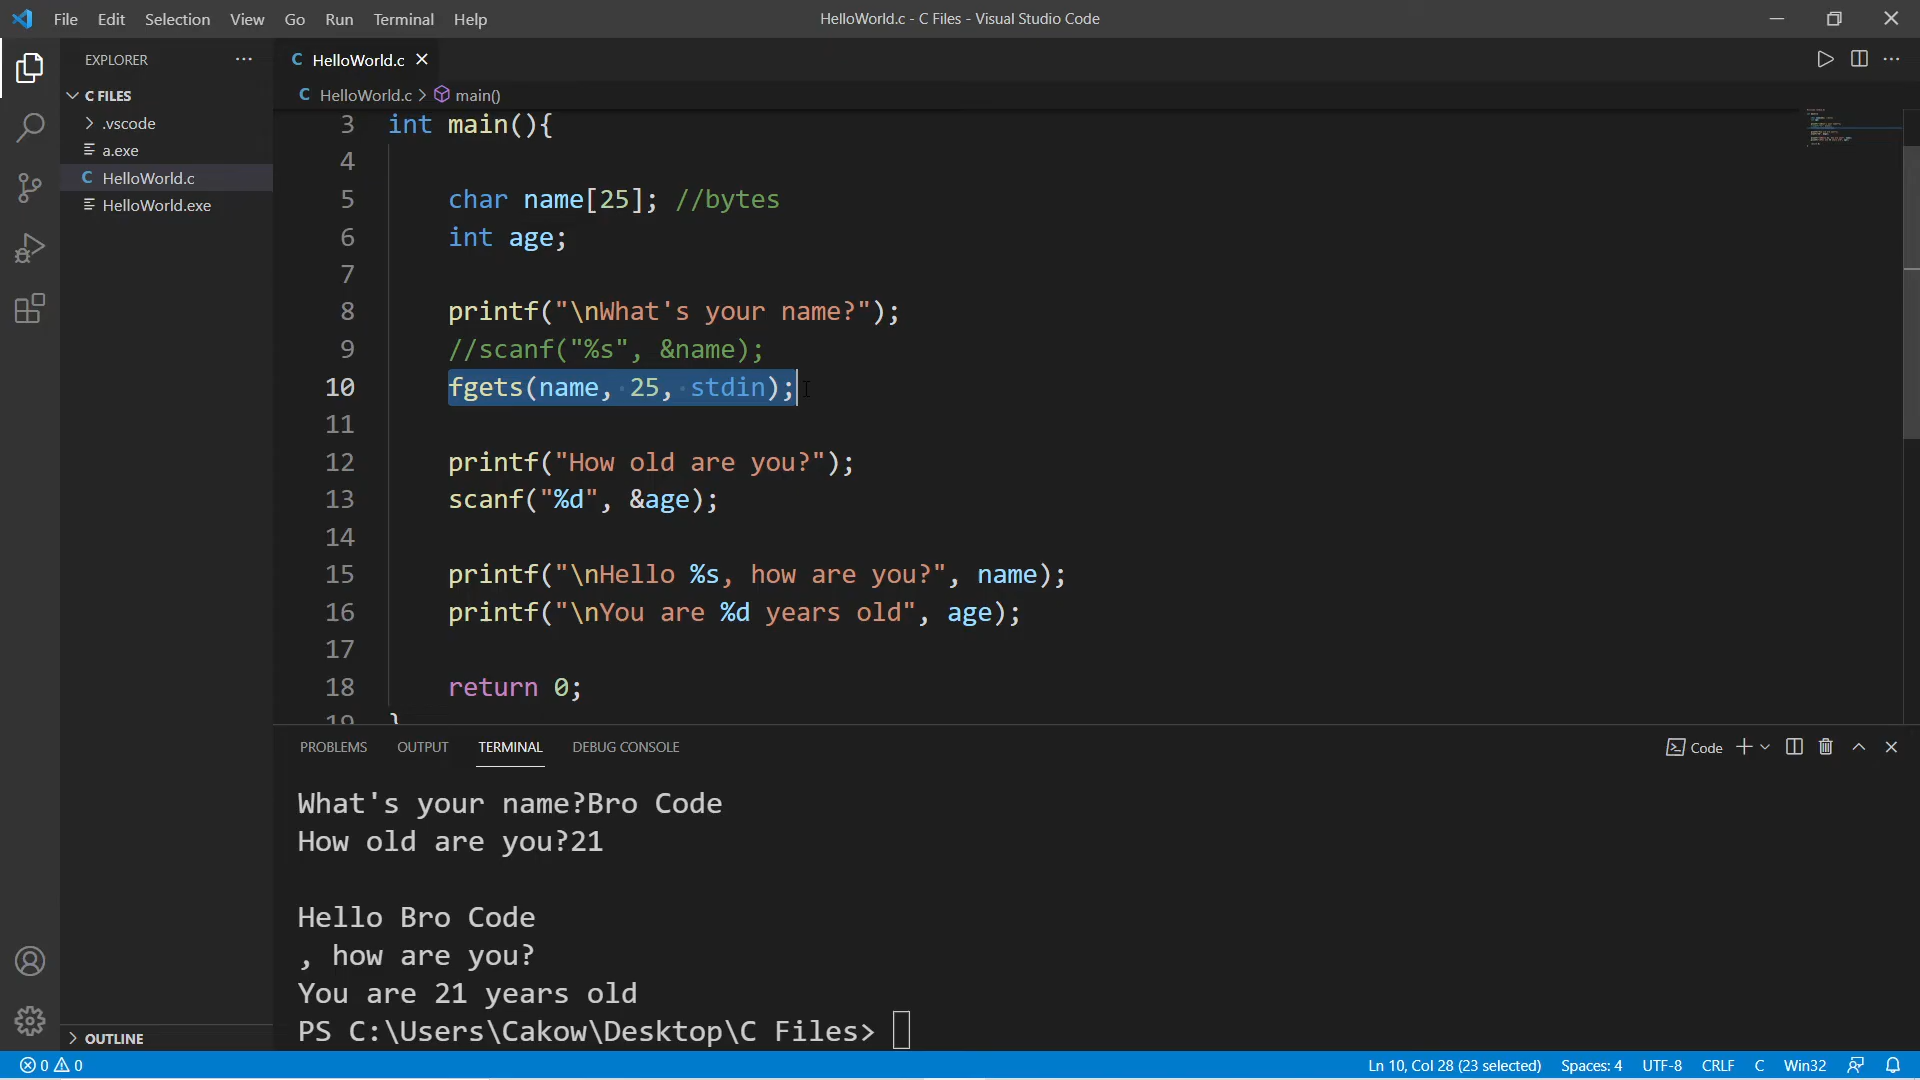 File Edit Selection View Go Run Terminal Help
HelloWorld.c - C Files - Visual Studio Code
EXPLORER
C FILES
.vscode
a.exe
HelloWorld.c
HelloWorld.exe
OUTLINE
HelloWorld.c
HelloWorld.c > main()
3 int main(){
4
5 char name[25]; //bytes
6 int age;
7
8 printf("\nWhat's your name?");
9 //scanf("%s", &name);
10 fgets(name, 25, stdin);
11
12 printf("How old are you?");
13 scanf("%d", &age);
14
15 printf("\nHello %s, how are you?", name);
16 printf("\nYou are %d years old", age);
17
18 return 0;
19 }
PROBLEMS OUTPUT TERMINAL DEBUG CONSOLE
Code
What's your name?Bro Code
How old are you?21
Hello Bro Code
, how are you?
You are 21 years old
PS C:\Users\Cakow\Desktop\C Files>
0 0
Ln 10, Col 28 (23 selected) Spaces: 4 UTF-8 CRLF C Win32